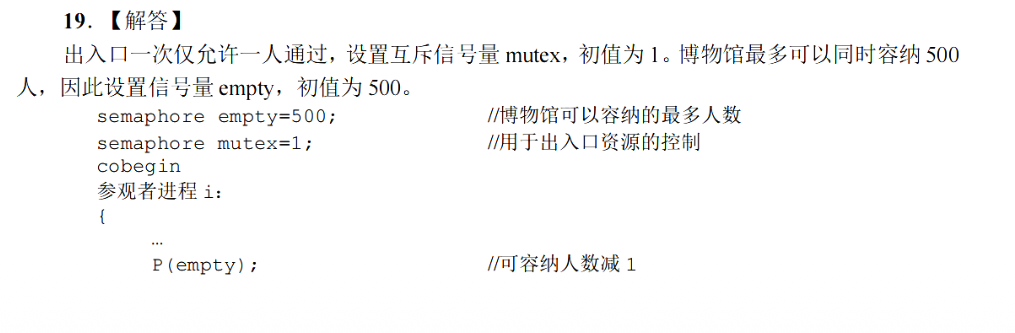 19．【解答】
出入口一次仅允许一人通过，设置互斥信号量 mutex，初值为 1。博物馆最多可以同时容纳 500
人，因此设置信号量 empty，初值为 500。
semaphore empty=500; //博物馆可以容纳的最多人数
semaphore mutex=1; //用于出入口资源的控制
cobegin
参观者进程 i：
{
…
P(empty); //可容纳人数减 1